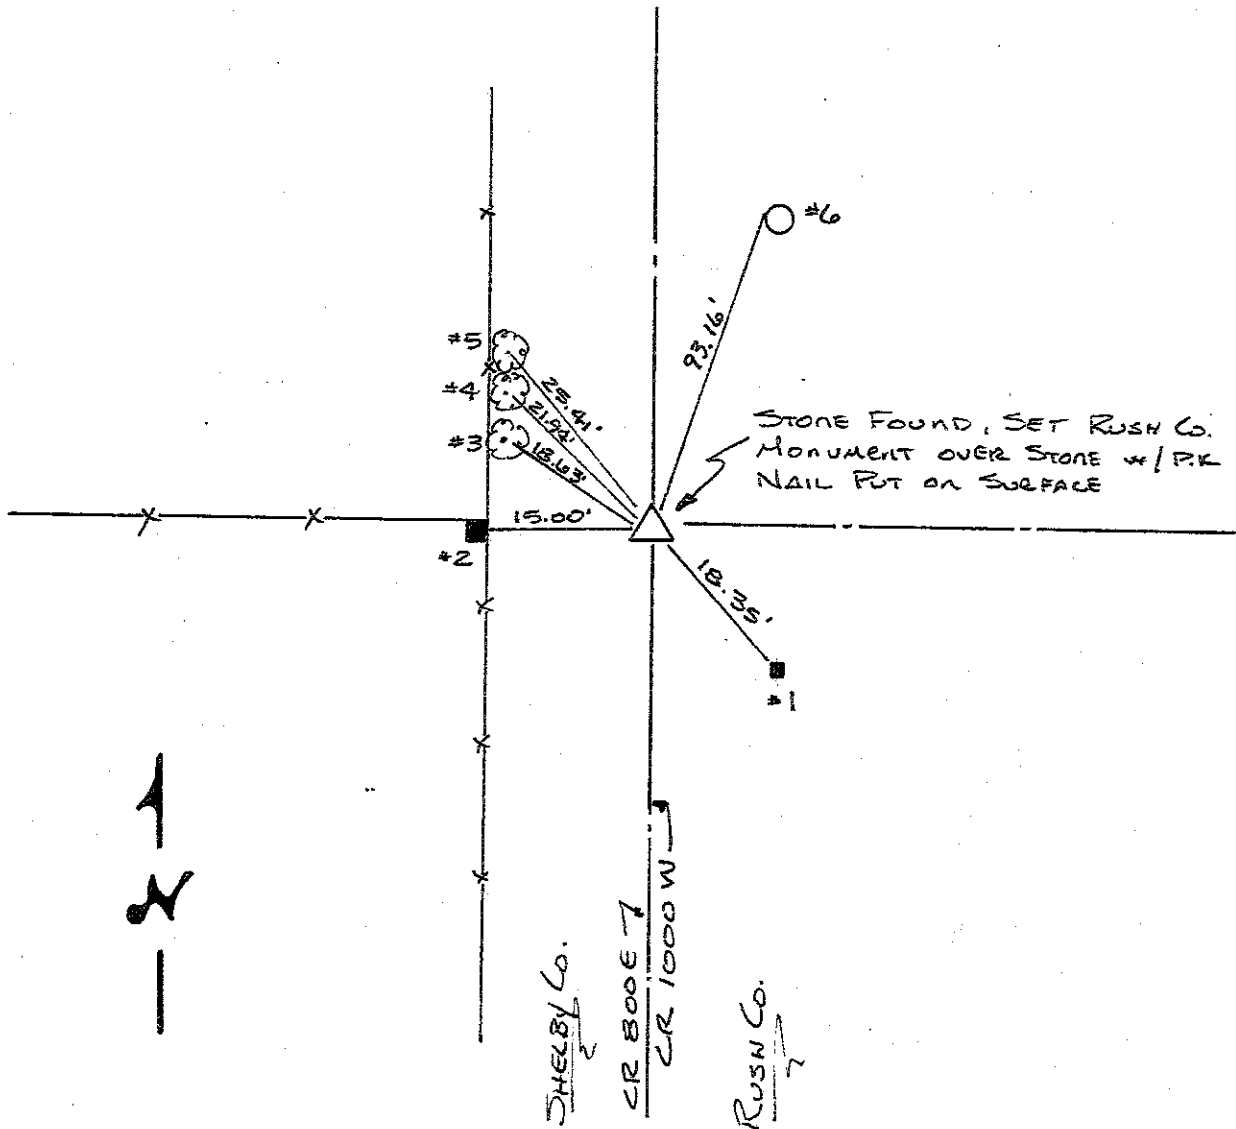 #6
93.16'
#5
#4
#3
25.41'
21.94'
18.63'
STONE FOUND, SET RUSH CO.
MONUMENT OVER STONE W/ P.K
NAIL PUT ON SURFACE
15.00'
#2
18.35'
#1
N
SHELBY CO.
CR 800 E
CR 1000 W
RUSH CO.